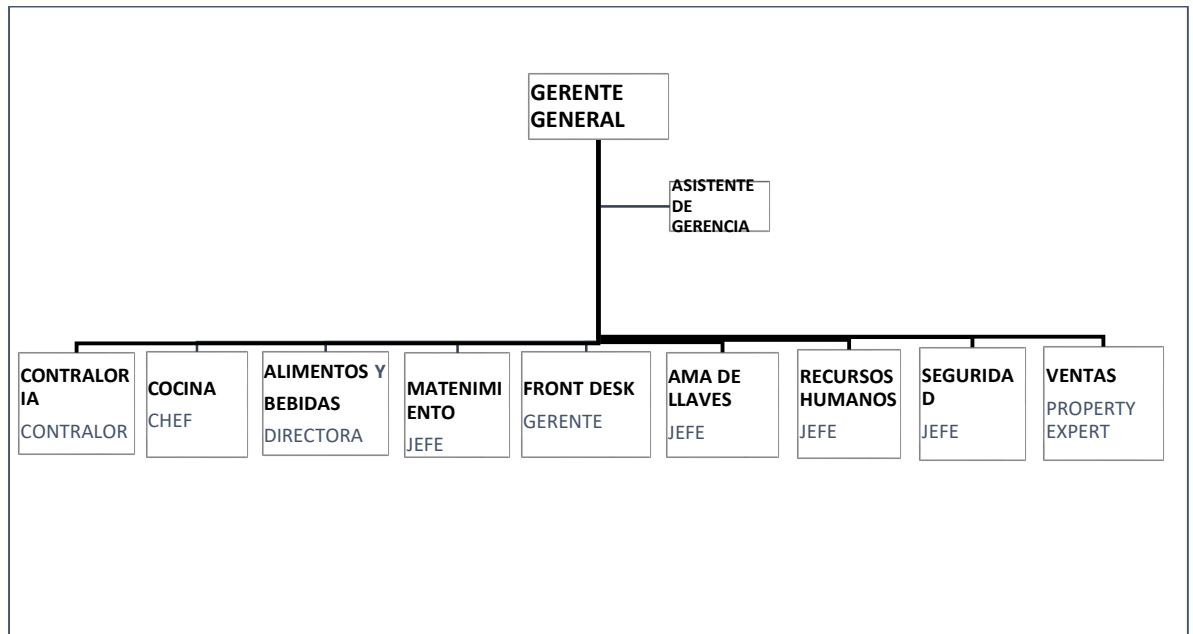 GERENTE
GENERAL
ASISTENTE
DE
GERENCIA
CONTRALOR
IA
CONTRALOR
COCINA
CHEF
ALIMENTOS Y
BEBIDAS
DIRECTORA
MATENIMI
ENTO
JEFE
FRONT DESK
GERENTE
AMA DE
LLAVES
JEFE
RECURSOS
HUMANOS
JEFE
SEGURIDA
D
JEFE
VENTAS
PROPERTY
EXPERT